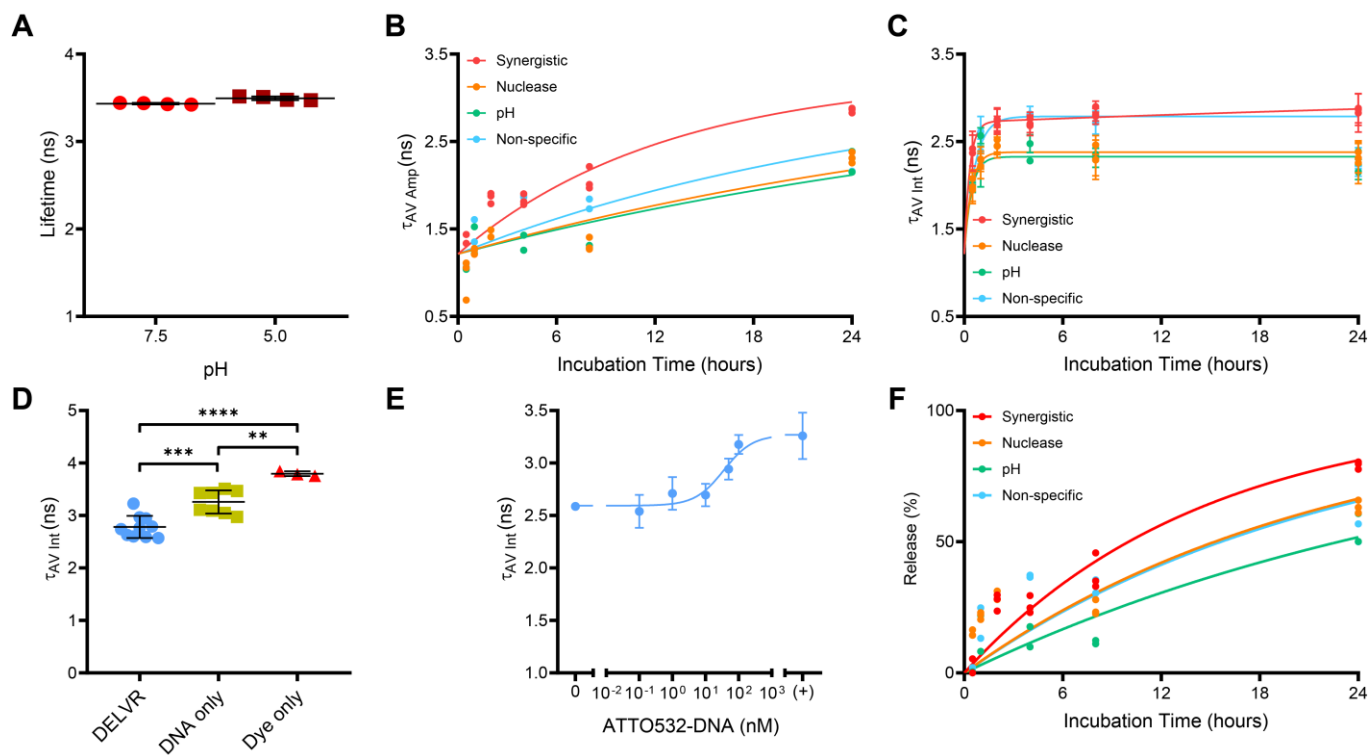 A
Lifetime (ns)
4
3
2
1
7.5
5.0
pH
B
τAV Amp (ns)
3.5
2.5
1.5
0.5
Synergistic
Nuclease
pH
Non-specific
0
6
12
18
24
Incubation Time (hours)
C
τAV Int (ns)
3.5
2.5
1.5
0.5
Synergistic
Nuclease
pH
Non-specific
0
6
12
18
24
Incubation Time (hours)
D
τAV Int (ns)
5
4
3
2
1
0
****
***
**
DELVR
DNA only
Dye only
E
τAV Int (ns)
3.5
3.0
2.5
2.0
1.5
1.0
0
10⁻²
10⁻¹
10⁰
10¹
10²
10³
(+)
ATTO532-DNA (nM)
F
Release (%)
100
50
0
Synergistic
Nuclease
pH
Non-specific
0
6
12
18
24
Incubation Time (hours)